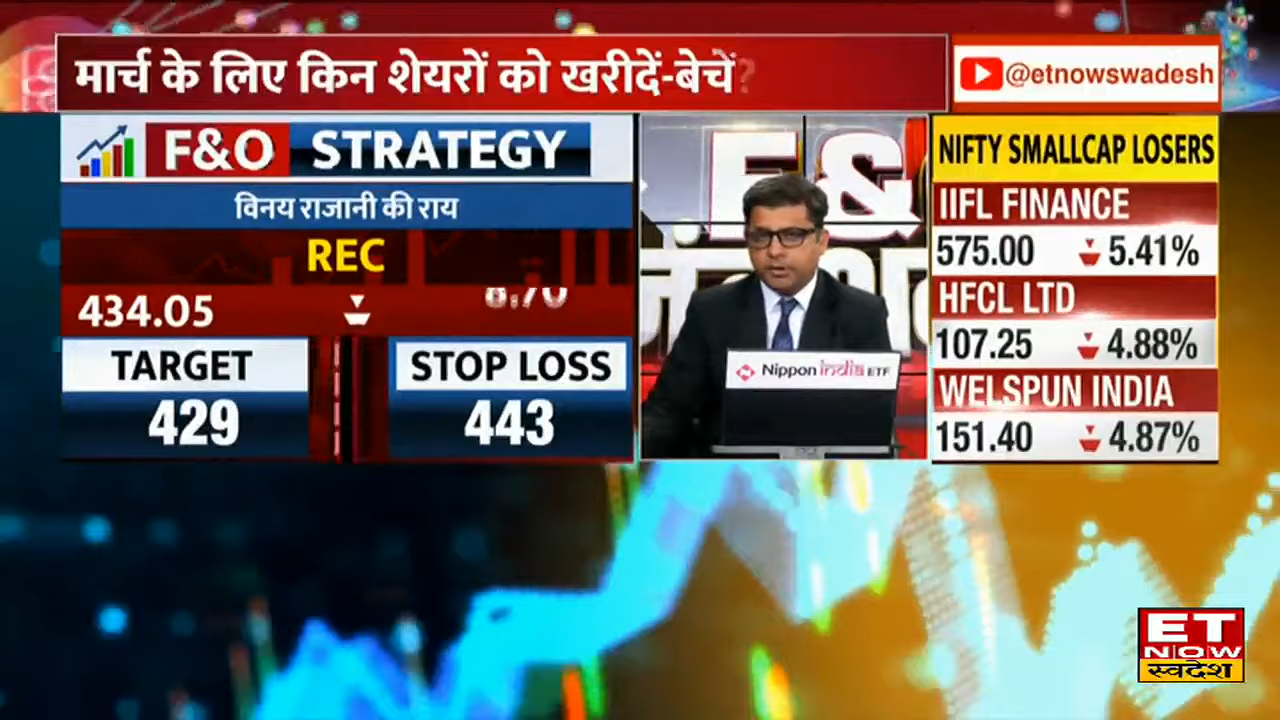 मार्च के लिए किन शेयरों को खरीदें-बेचें?
@etnowswadesh
F&O STRATEGY
विनय राजानी की राय
REC
434.05
TARGET
429
STOP LOSS
443
Nippon india ETF
NIFTY SMALLCAP LOSERS
IIFL FINANCE
575.00 5.41%
HFCL LTD
107.25 4.88%
WELSPUN INDIA
151.40 4.87%
ET
NOW
स्वदेश